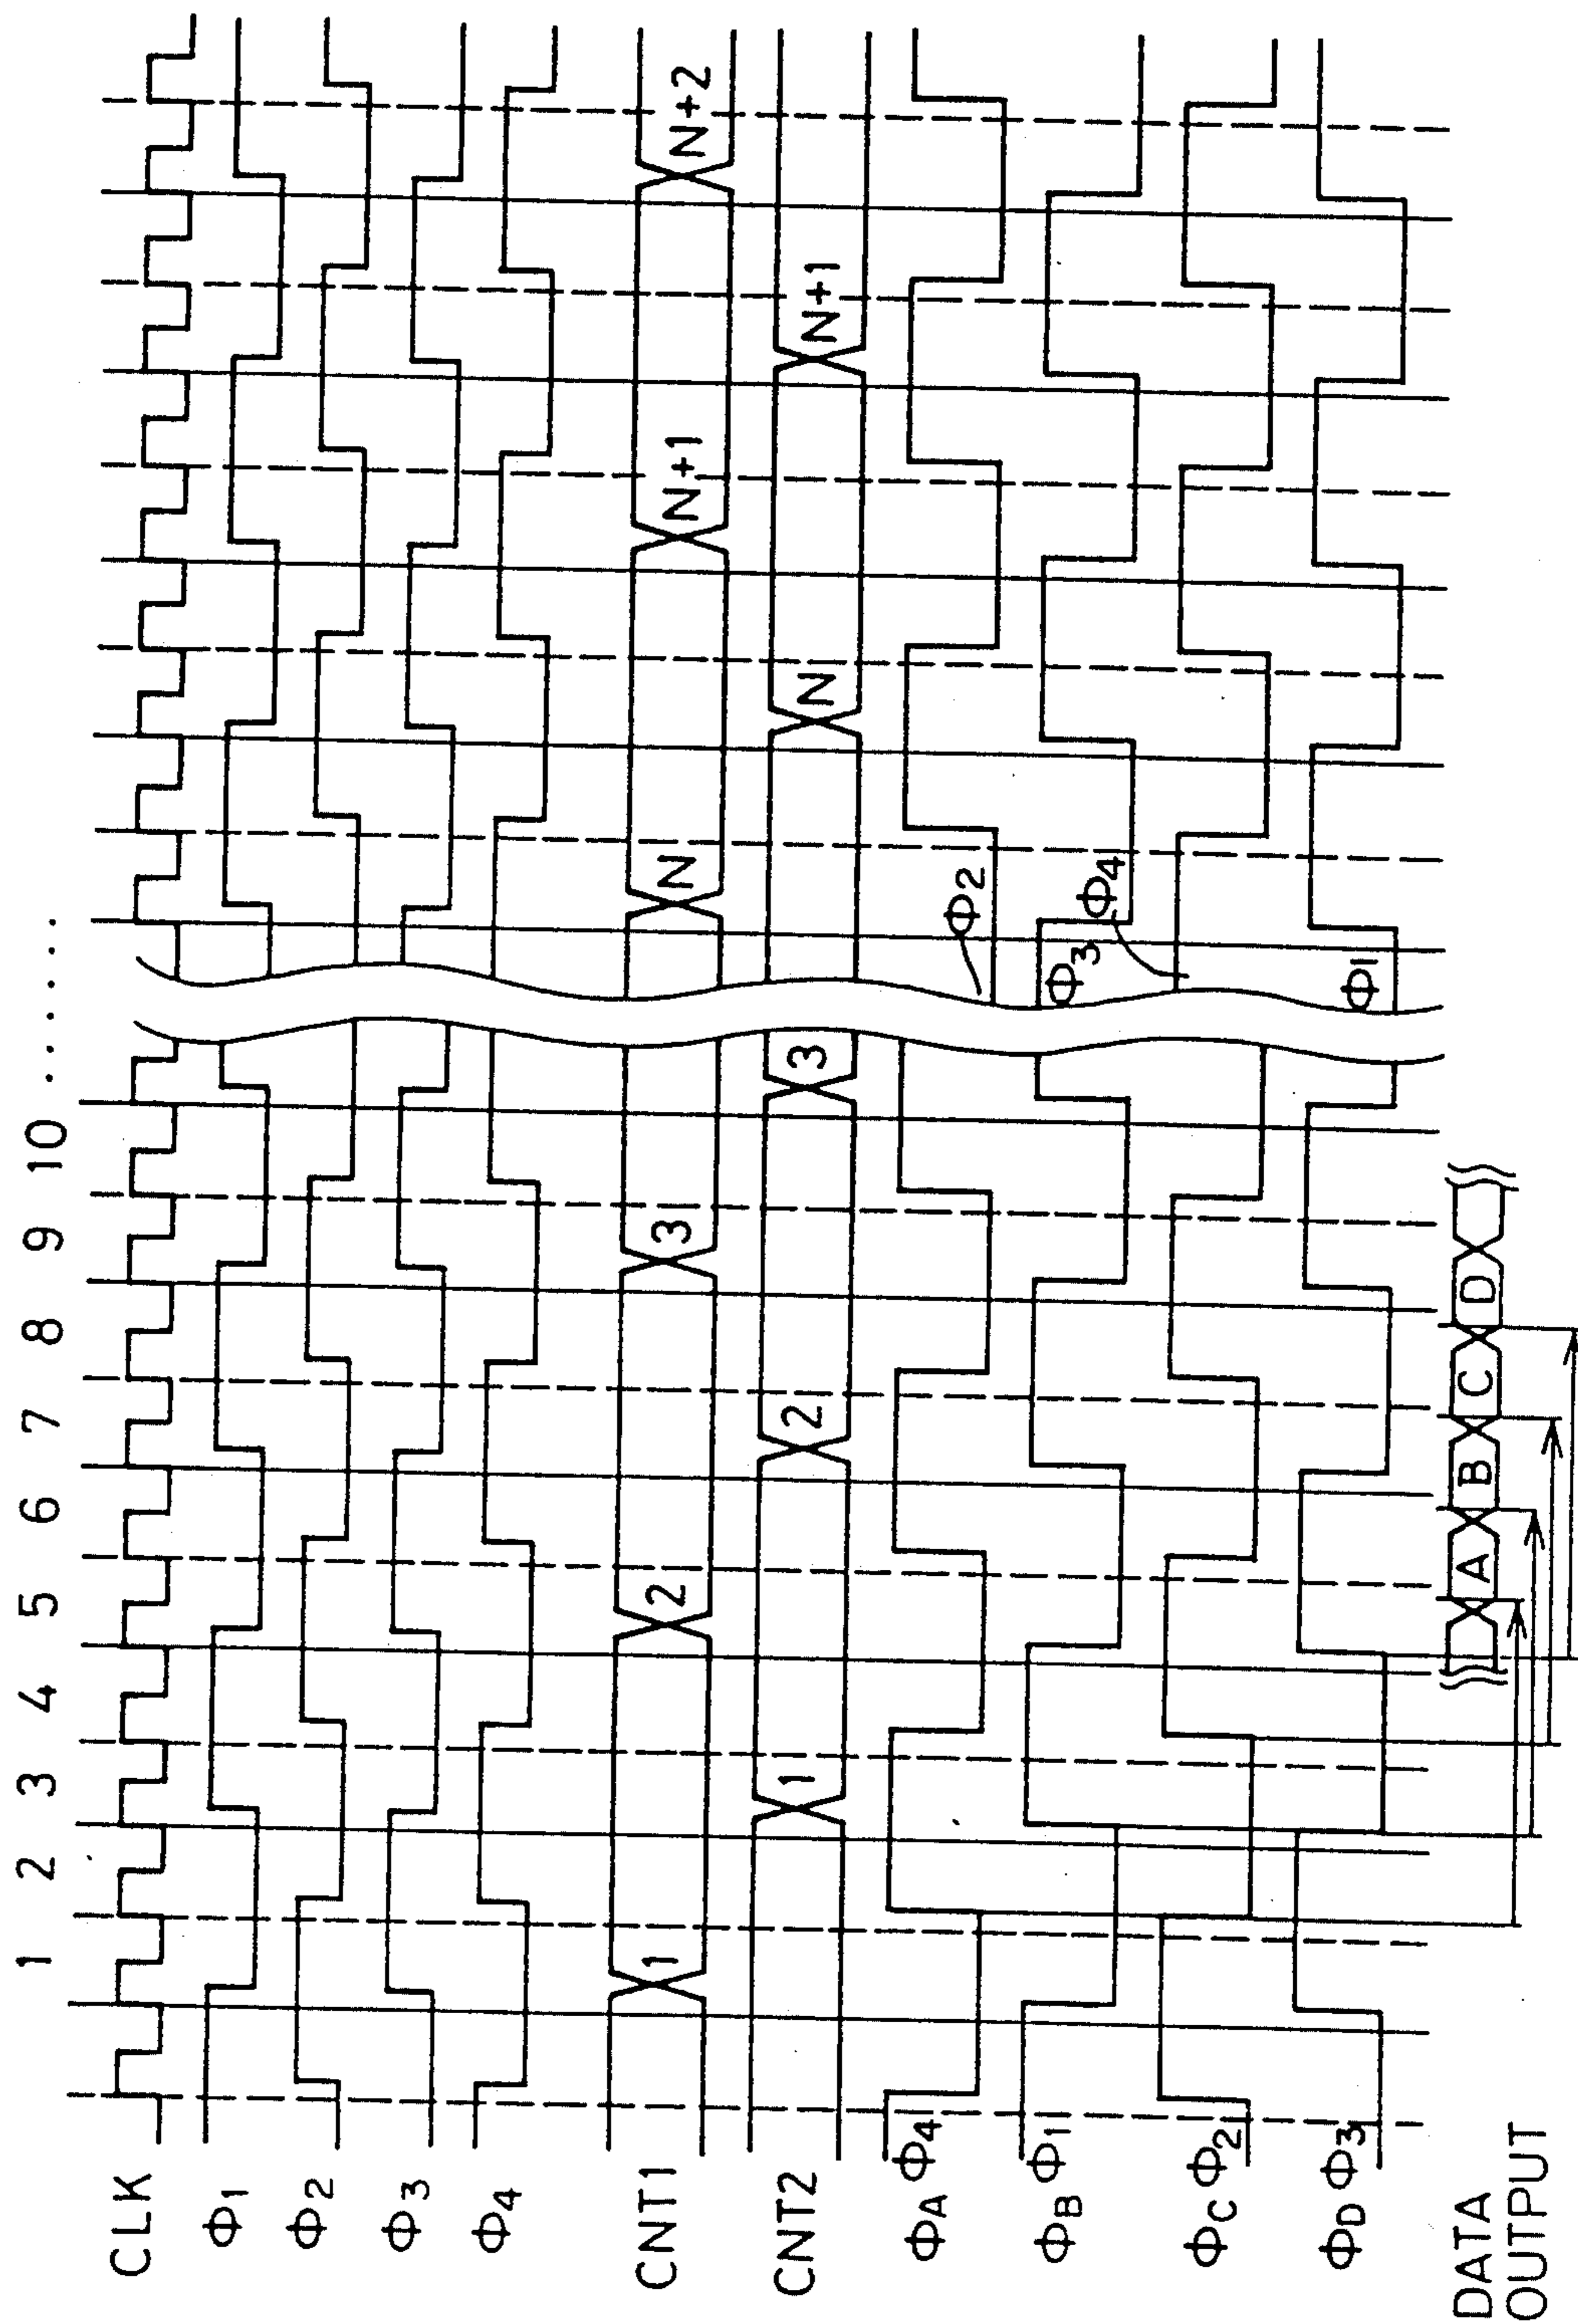 1 2 3 4 5 6 7 8 9 10 ......
CLK
Φ1
Φ2
Φ3
Φ4
CNT1 1 2 3 N N+1 N+2
CNT2 1 2 3 N N+1
ΦA Φ4 Φ2
ΦB Φ1 Φ3
ΦC Φ2 Φ4
ΦD Φ3 Φ1
DATA
OUTPUT A B C D